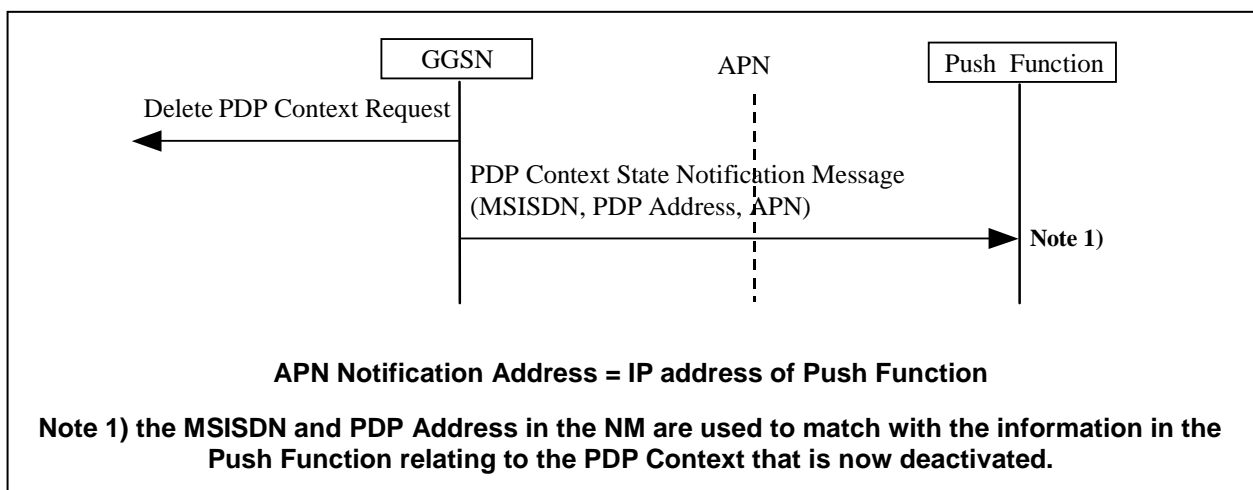 GGSN
APN
Push Function
Delete PDP Context Request
PDP Context State Notification Message
(MSISDN, PDP Address, APN)
Note 1)
APN Notification Address = IP address of Push Function
Note 1) the MSISDN and PDP Address in the NM are used to match with the information in the
Push Function relating to the PDP Context that is now deactivated.